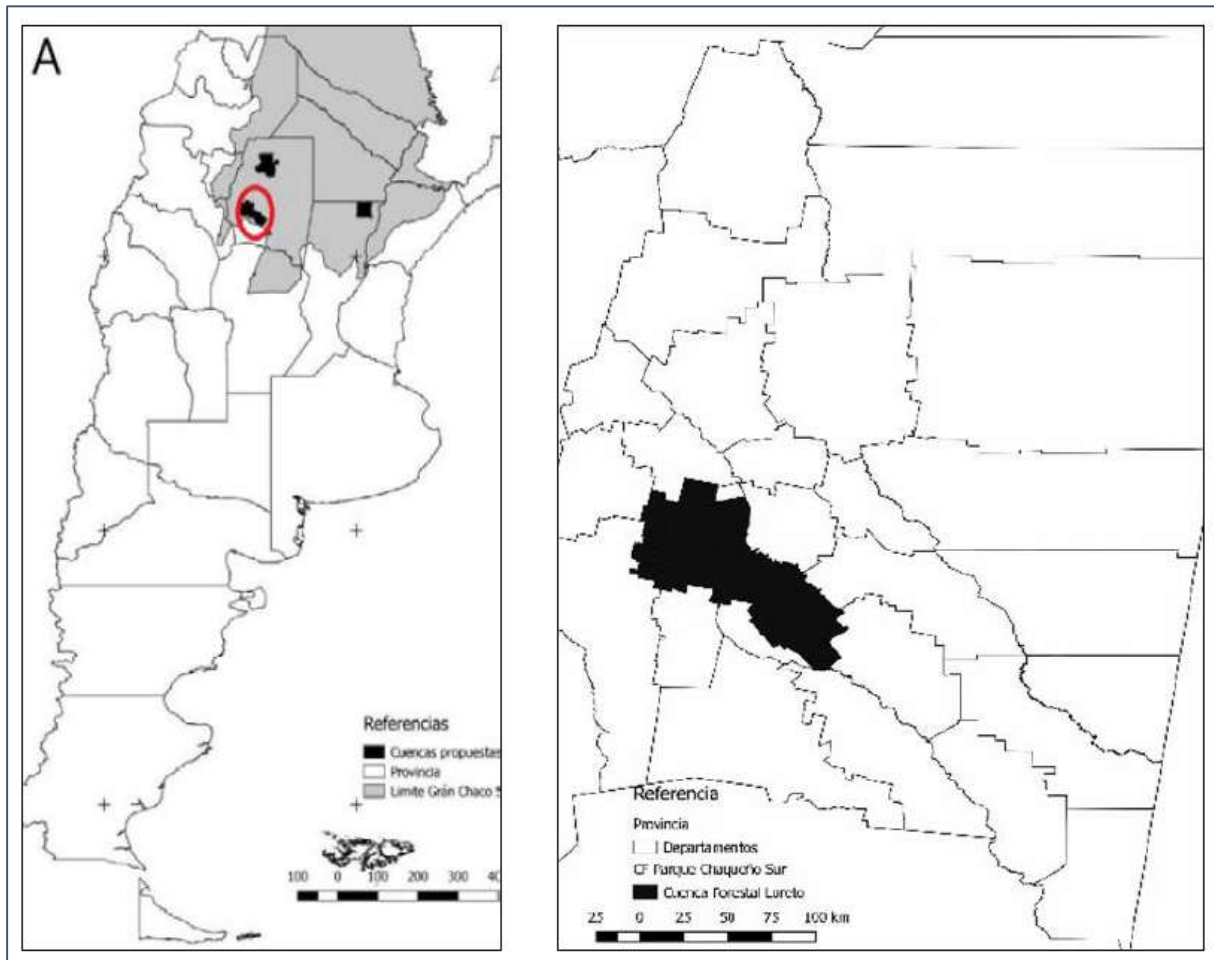 A
Referencias
Cuencas propuestas
Provincia
Limite Grán Chaco
100 0 100 200 300
Referencia
Provincia
Departamentos
CF Parque Chaqueño Sur
Cuenca Forestal Loreto
25 0 25 50 75 100 km